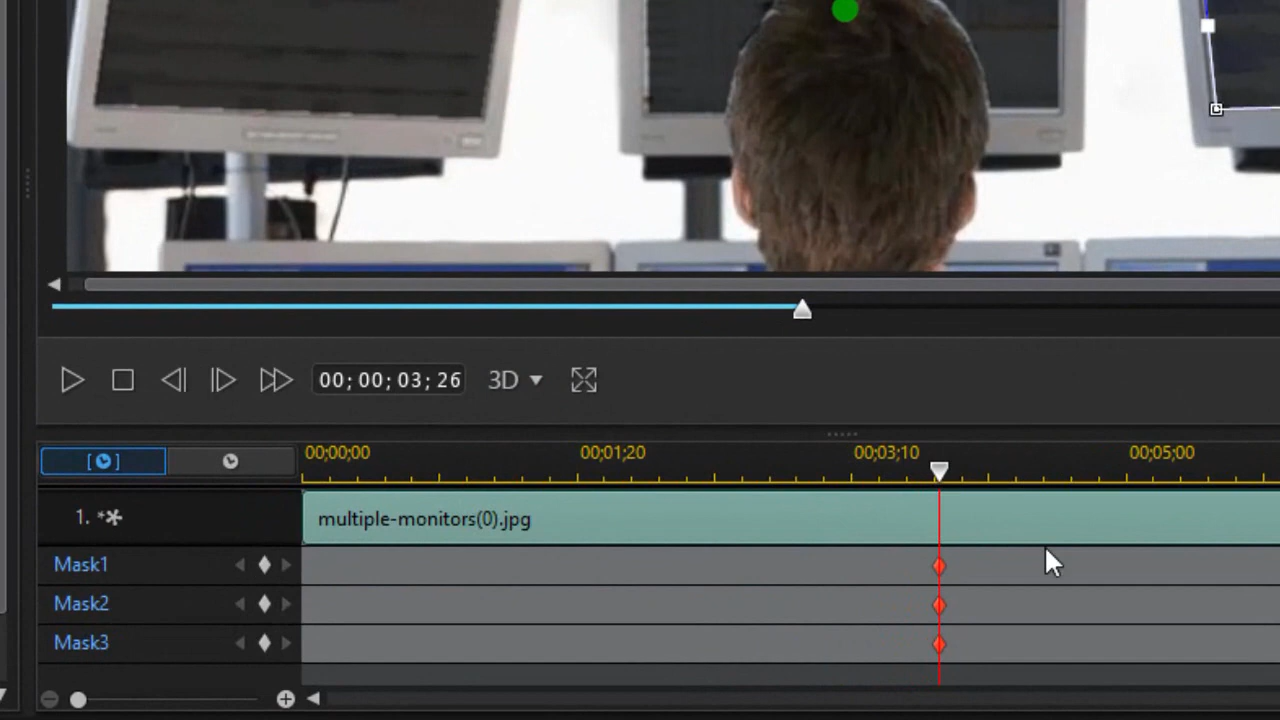 00; 00; 03; 26
3D
00;00;00 00;01;20 00;03;10 00;05;00
1. multiple-monitors(0).jpg
Mask1
Mask2
Mask3